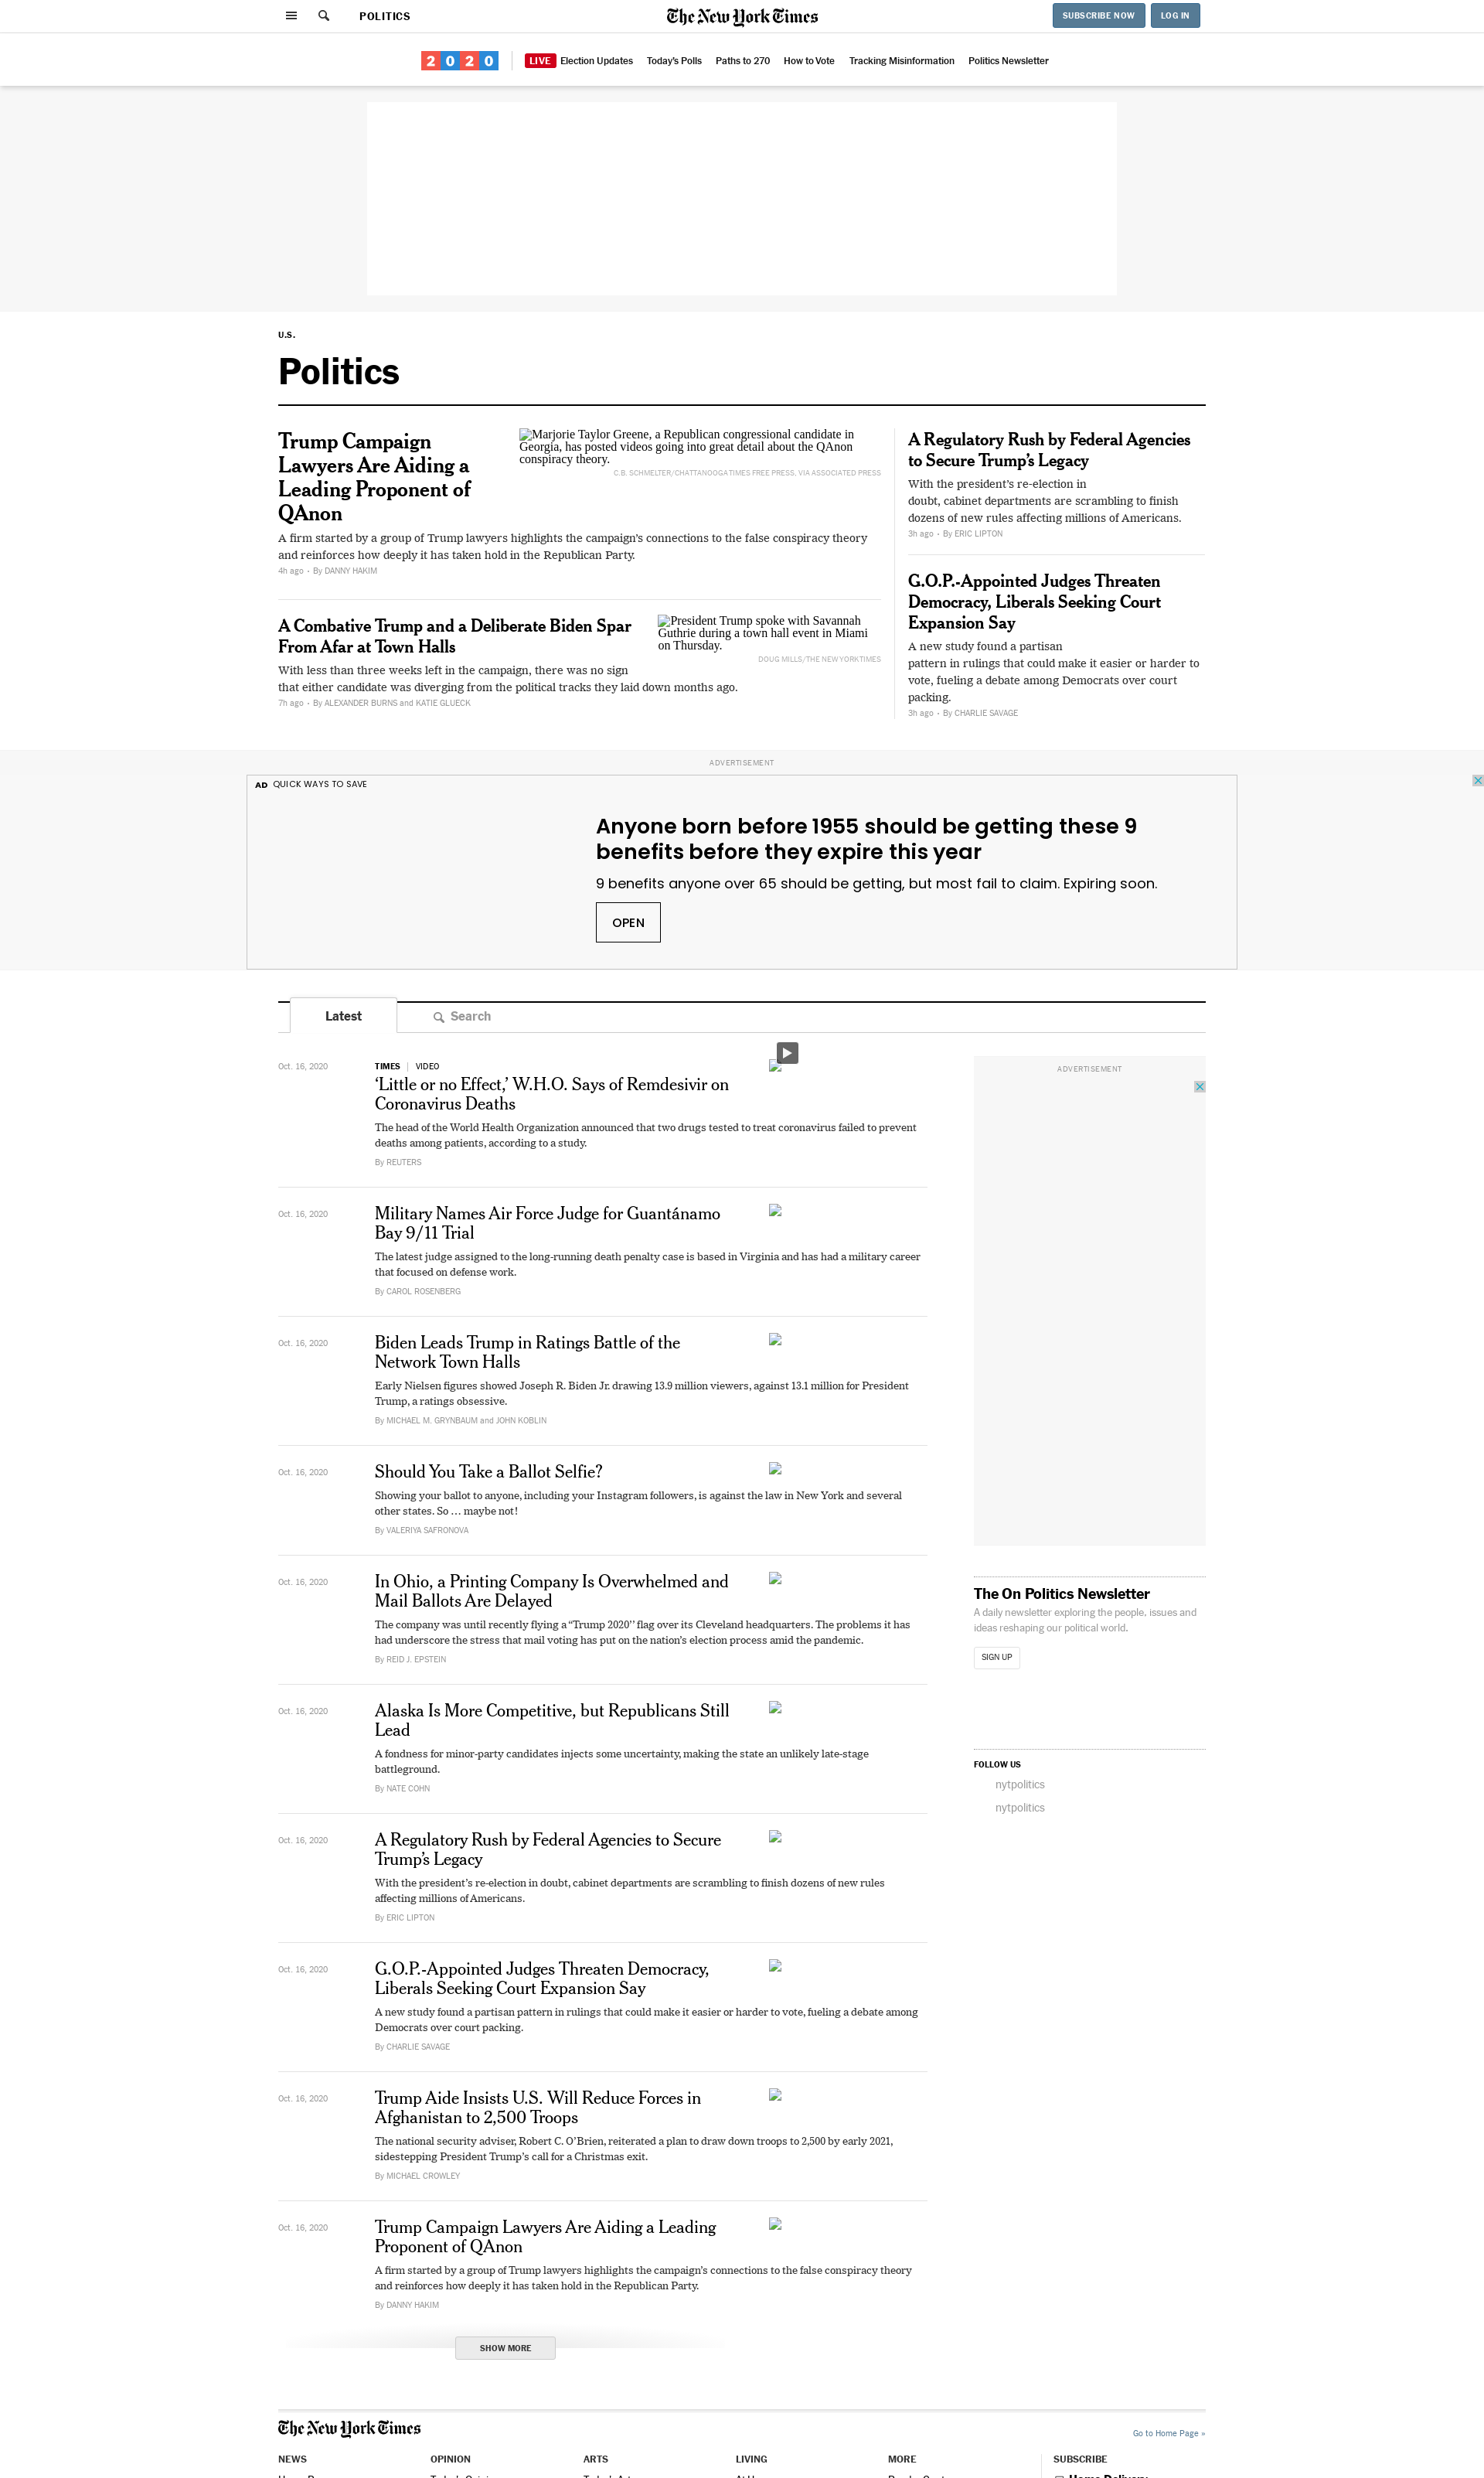 POLITICS
The New York Times
SUBSCRIBE NOW
LOG IN
2020
LIVE Election Updates
Today's Polls
Paths to 270
How to Vote
Tracking Misinformation
Politics Newsletter
U.S.
Politics
Trump Campaign
Lawyers Are Aiding a
Leading Proponent of
QAnon
Marjorie Taylor Greene, a Republican congressional candidate in
Georgia, has posted videos going into great detail about the QAnon
conspiracy theory.
C.B. SCHMELTER/CHATTANOOGA TIMES FREE PRESS, VIA ASSOCIATED PRESS
A firm started by a group of Trump lawyers highlights the campaign's connections to the false conspiracy theory
and reinforces how deeply it has taken hold in the Republican Party.
4h ago • By DANNY HAKIM
A Combative Trump and a Deliberate Biden Spar
From Afar at Town Halls
President Trump spoke with Savannah
Guthrie during a town hall event in Miami
on Thursday.
DOUG MILLS/THE NEW YORK TIMES
With less than three weeks left in the campaign, there was no sign
that either candidate was diverging from the political tracks they laid down months ago.
7h ago • By ALEXANDER BURNS and KATIE GLUECK
A Regulatory Rush by Federal Agencies
to Secure Trump's Legacy
With the president's re-election in
doubt, cabinet departments are scrambling to finish
dozens of new rules affecting millions of Americans.
3h ago • By ERIC LIPTON
G.O.P.-Appointed Judges Threaten
Democracy, Liberals Seeking Court
Expansion Say
A new study found a partisan
pattern in rulings that could make it easier or harder to
vote, fueling a debate among Democrats over court
packing.
3h ago • By CHARLIE SAVAGE
ADVERTISEMENT
AD QUICK WAYS TO SAVE
Anyone born before 1955 should be getting these 9
benefits before they expire this year
9 benefits anyone over 65 should be getting, but most fail to claim. Expiring soon.
OPEN
Latest
Search
Oct. 16, 2020
TIMES | VIDEO
‘Little or no Effect,’ W.H.O. Says of Remdesivir on
Coronavirus Deaths
The head of the World Health Organization announced that two drugs tested to treat coronavirus failed to prevent
deaths among patients, according to a study.
By REUTERS
Oct. 16, 2020
Military Names Air Force Judge for Guantánamo
Bay 9/11 Trial
The latest judge assigned to the long-running death penalty case is based in Virginia and has had a military career
that focused on defense work.
By CAROL ROSENBERG
Oct. 16, 2020
Biden Leads Trump in Ratings Battle of the
Network Town Halls
Early Nielsen figures showed Joseph R. Biden Jr. drawing 13.9 million viewers, against 13.1 million for President
Trump, a ratings obsessive.
By MICHAEL M. GRYNBAUM and JOHN KOBLIN
Oct. 16, 2020
Should You Take a Ballot Selfie?
Showing your ballot to anyone, including your Instagram followers, is against the law in New York and several
other states. So … maybe not!
By VALERIYA SAFRONOVA
Oct. 16, 2020
In Ohio, a Printing Company Is Overwhelmed and
Mail Ballots Are Delayed
The company was until recently flying a “Trump 2020’’ flag over its Cleveland headquarters. The problems it has
had underscore the stress that mail voting has put on the nation's election process amid the pandemic.
By REID J. EPSTEIN
Oct. 16, 2020
Alaska Is More Competitive, but Republicans Still
Lead
A fondness for minor-party candidates injects some uncertainty, making the state an unlikely late-stage
battleground.
By NATE COHN
Oct. 16, 2020
A Regulatory Rush by Federal Agencies to Secure
Trump's Legacy
With the president's re-election in doubt, cabinet departments are scrambling to finish dozens of new rules
affecting millions of Americans.
By ERIC LIPTON
Oct. 16, 2020
G.O.P.-Appointed Judges Threaten Democracy,
Liberals Seeking Court Expansion Say
A new study found a partisan pattern in rulings that could make it easier or harder to vote, fueling a debate among
Democrats over court packing.
By CHARLIE SAVAGE
Oct. 16, 2020
Trump Aide Insists U.S. Will Reduce Forces in
Afghanistan to 2,500 Troops
The national security adviser, Robert C. O'Brien, reiterated a plan to draw down troops to 2,500 by early 2021,
sidestepping President Trump's call for a Christmas exit.
By MICHAEL CROWLEY
Oct. 16, 2020
Trump Campaign Lawyers Are Aiding a Leading
Proponent of QAnon
A firm started by a group of Trump lawyers highlights the campaign's connections to the false conspiracy theory
and reinforces how deeply it has taken hold in the Republican Party.
By DANNY HAKIM
SHOW MORE
ADVERTISEMENT
The On Politics Newsletter
A daily newsletter exploring the people, issues and
ideas reshaping our political world.
SIGN UP
FOLLOW US
nytpolitics
nytpolitics
The New York Times
Go to Home Page »
NEWS
OPINION
ARTS
LIVING
MORE
SUBSCRIBE